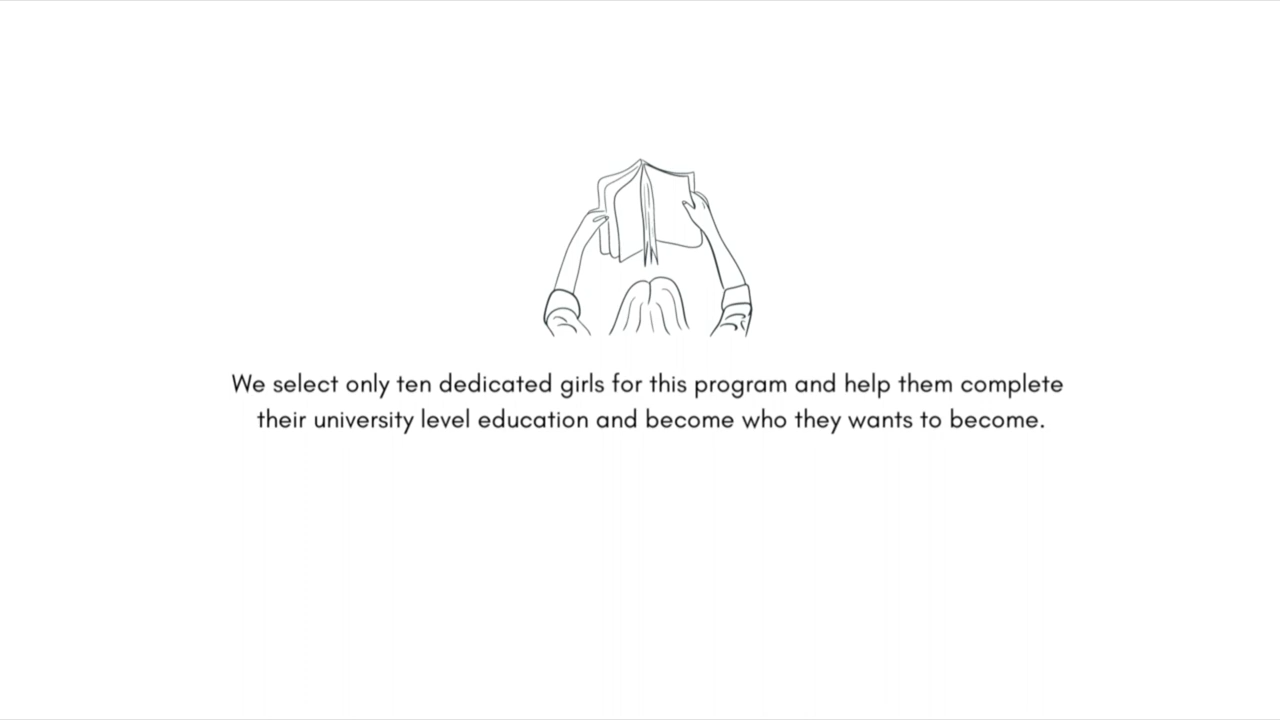 We select only ten dedicated girls for this program and help them complete
their university level education and become who they wants to become.